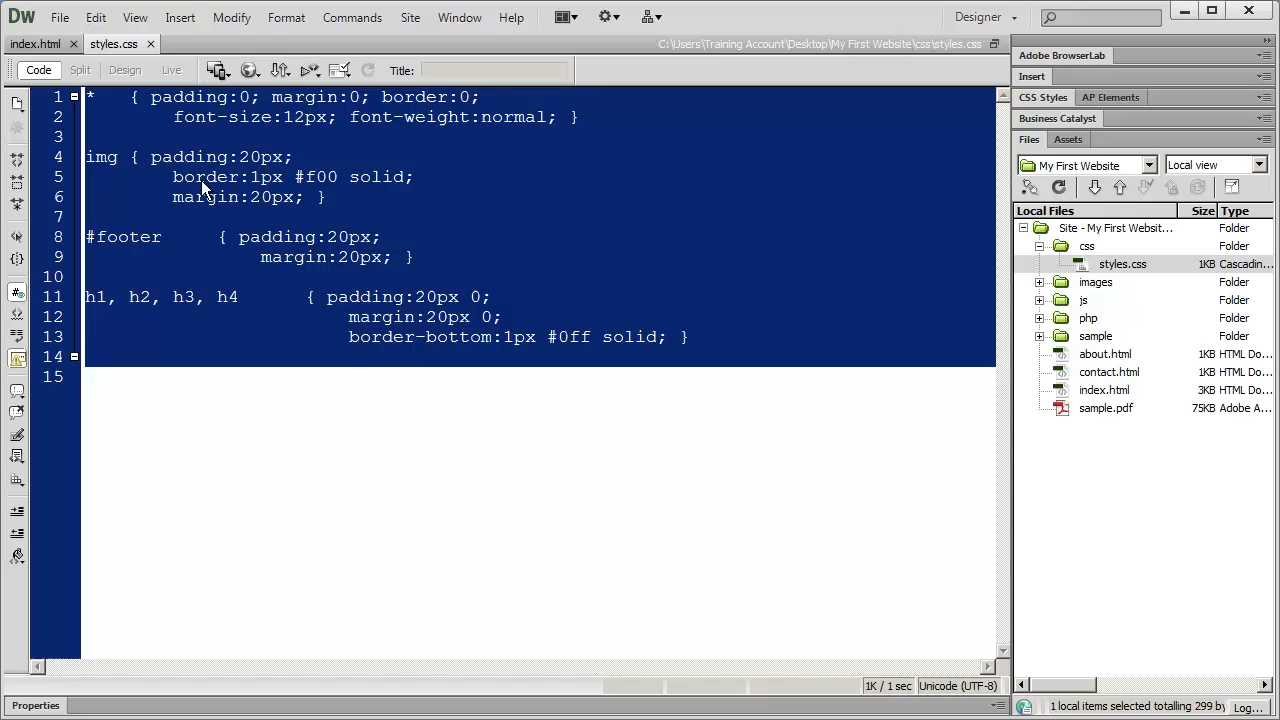 Dw File Edit View Insert Modify Format Commands Site Window Help Designer
index.html styles.css C:\Users\Training Account\Desktop\My First Website\css\styles.css
Code Split Design Live Title:
1 * { padding:0; margin:0; border:0;
2 font-size:12px; font-weight:normal; }
3
4 img { padding:20px;
5 border:1px #f00 solid;
6 margin:20px; }
7
8 #footer { padding:20px;
9 margin:20px; }
10
11 h1, h2, h3, h4 { padding:20px 0;
12 margin:20px 0;
13 border-bottom:1px #0ff solid; }
14
15
1K / 1 sec Unicode (UTF-8)
Properties
Adobe BrowserLab
Insert
CSS Styles AP Elements
Business Catalyst
Files Assets
My First Website Local view
Local Files Size Type
Site - My First Websit... Folder
css Folder
styles.css 1KB Cascadin...
images Folder
js Folder
php Folder
sample Folder
about.html 1KB HTML Do...
contact.html 1KB HTML Do...
index.html 3KB HTML Do...
sample.pdf 75KB Adobe A...
1 local items selected totalling 299 by Log...